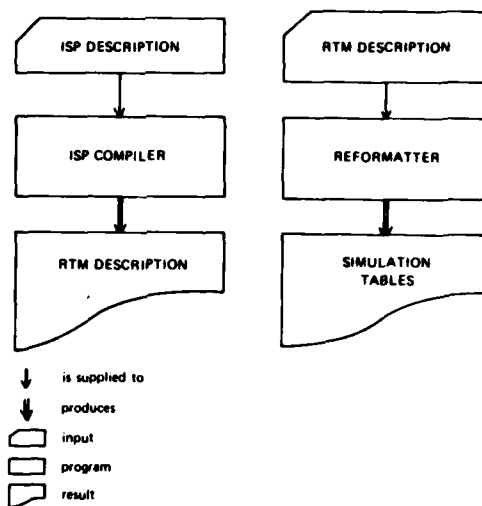 ISP DESCRIPTION
ISP COMPILER
RTM DESCRIPTION
RTM DESCRIPTION
REFORMATTER
SIMULATION
TABLES
is supplied to
produces
input
program
result